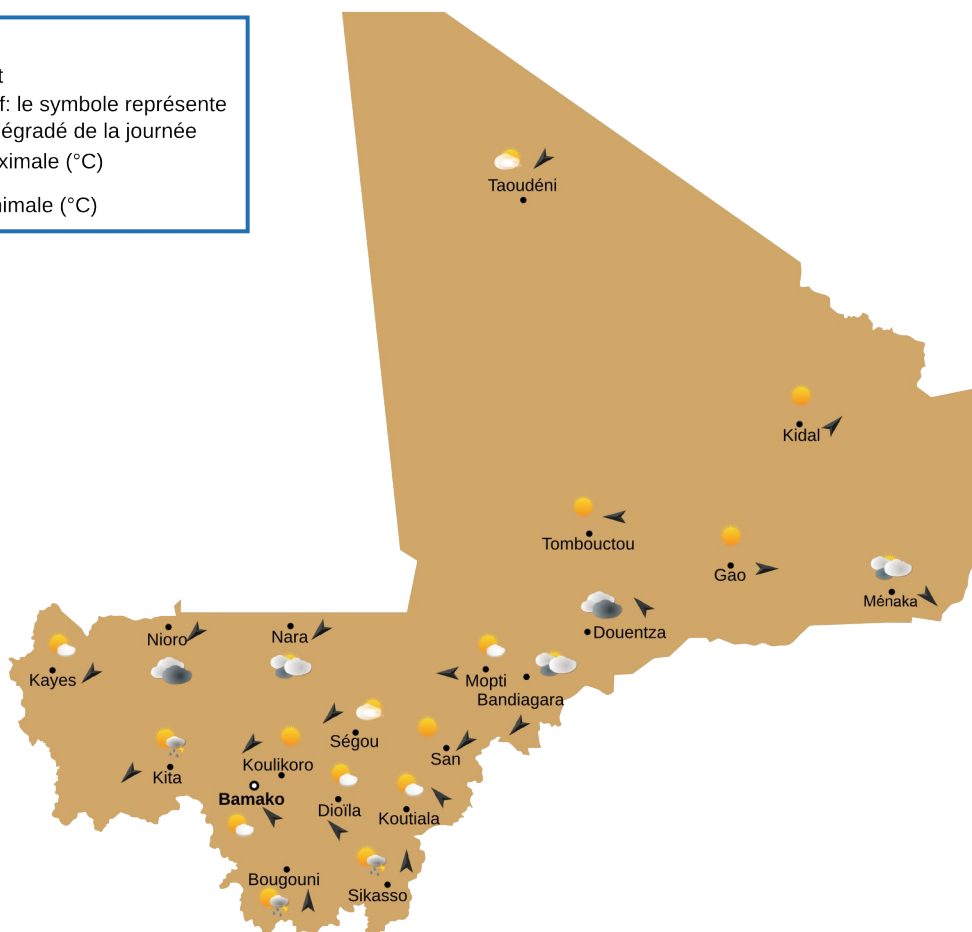 t
f: le symbole représente
égradé de la journée
ximale (°C)
nimale (°C)
Taoudéni
Kidal
Tombouctou
Gao
Ménaka
Douentza
Nioro
Nara
Kayes
Mopti
Bandiagara
Ségou
San
Koulikoro
Kita
Bamako
Dioïla
Koutiala
Bougouni
Sikasso